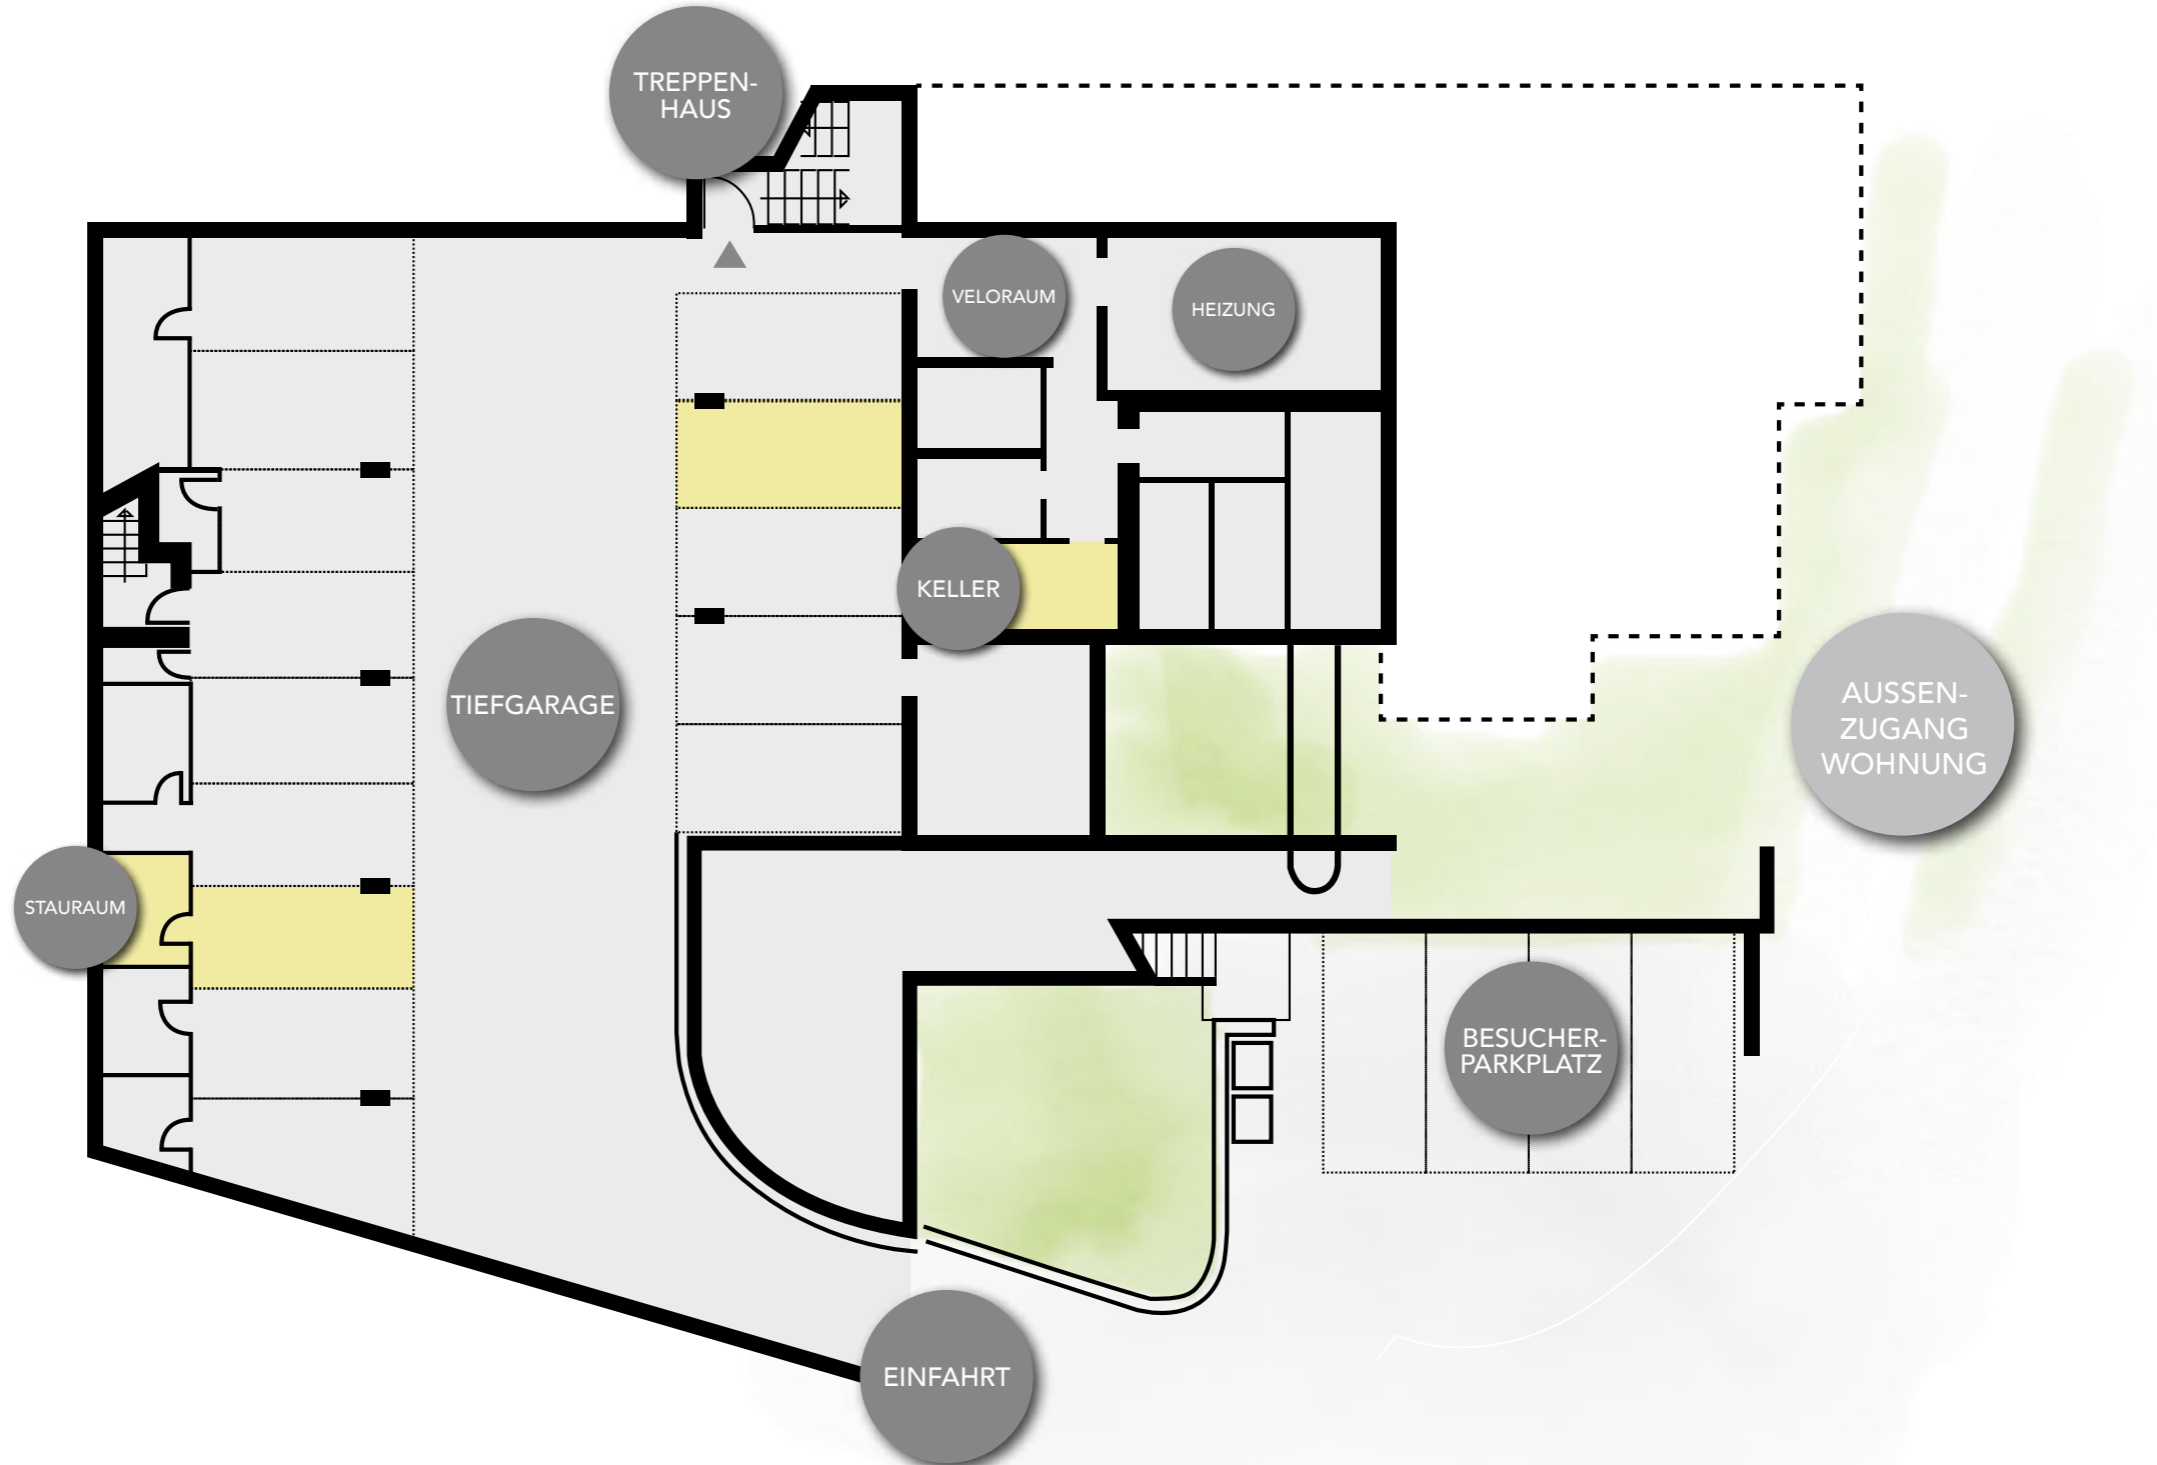 TREPPEN-
HAUS
VELORAUM
HEIZUNG
KELLER
TIEFGARAGE
AUSSEN-
ZUGANG
WOHNUNG
STAURAUM
BESUCHER-
PARKPLATZ
EINFAHRT